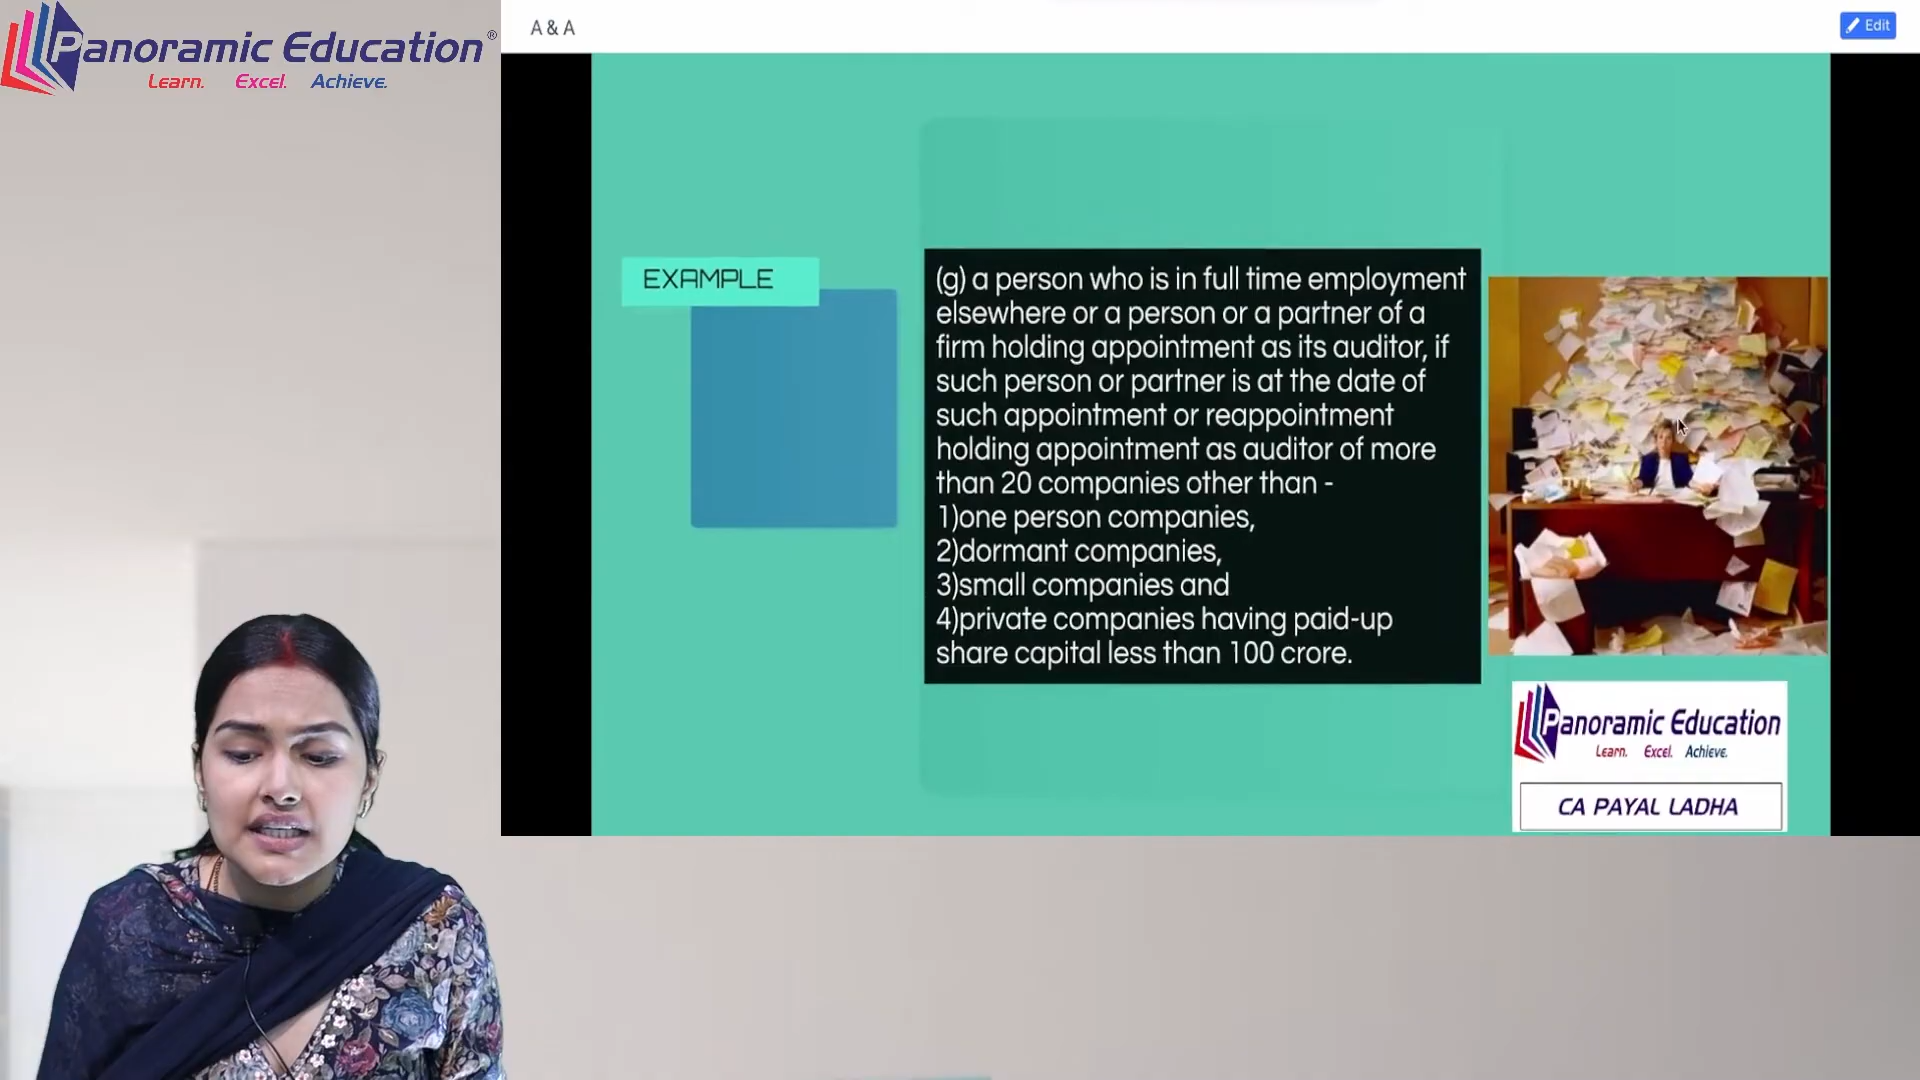 Panoramic Education®
Learn. Excel. Achieve.
A & A
Edit
EXAMPLE
(g) a person who is in full time employment
elsewhere or a person or a partner of a
firm holding appointment as its auditor, if
such person or partner is at the date of
such appointment or reappointment
holding appointment as auditor of more
than 20 companies other than -
1)one person companies,
2)dormant companies,
3)small companies and
4)private companies having paid-up
share capital less than 100 crore.
Panoramic Education
Learn. Excel. Achieve.
CA PAYAL LADHA